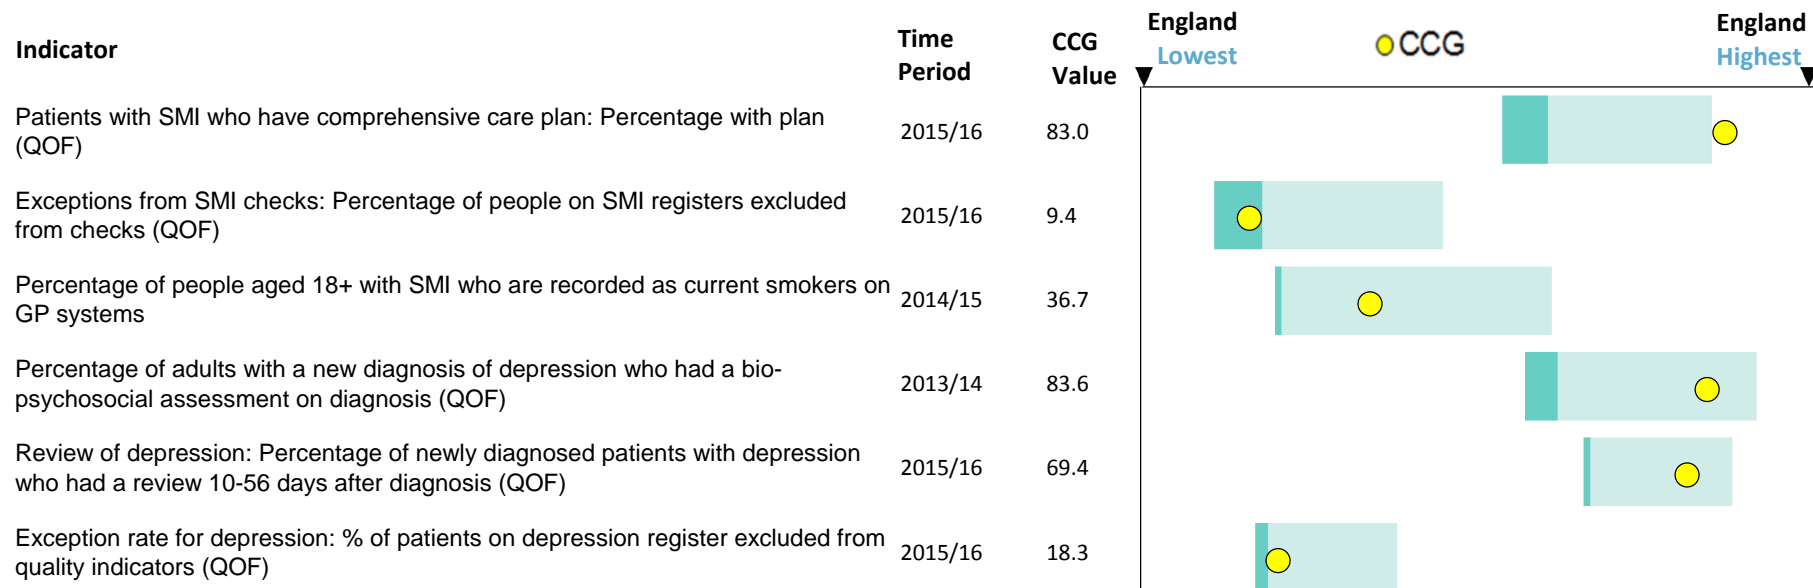 Indicator
Time
Period
CCG
Value
England
Lowest
CCG
England
Highest
Patients with SMI who have comprehensive care plan: Percentage with plan
(QOF)
2015/16
83.0
Exceptions from SMI checks: Percentage of people on SMI registers excluded
from checks (QOF)
2015/16
9.4
Percentage of people aged 18+ with SMI who are recorded as current smokers on
GP systems
2014/15
36.7
Percentage of adults with a new diagnosis of depression who had a bio-
psychosocial assessment on diagnosis (QOF)
2013/14
83.6
Review of depression: Percentage of newly diagnosed patients with depression
who had a review 10-56 days after diagnosis (QOF)
2015/16
69.4
Exception rate for depression: % of patients on depression register excluded from
quality indicators (QOF)
2015/16
18.3